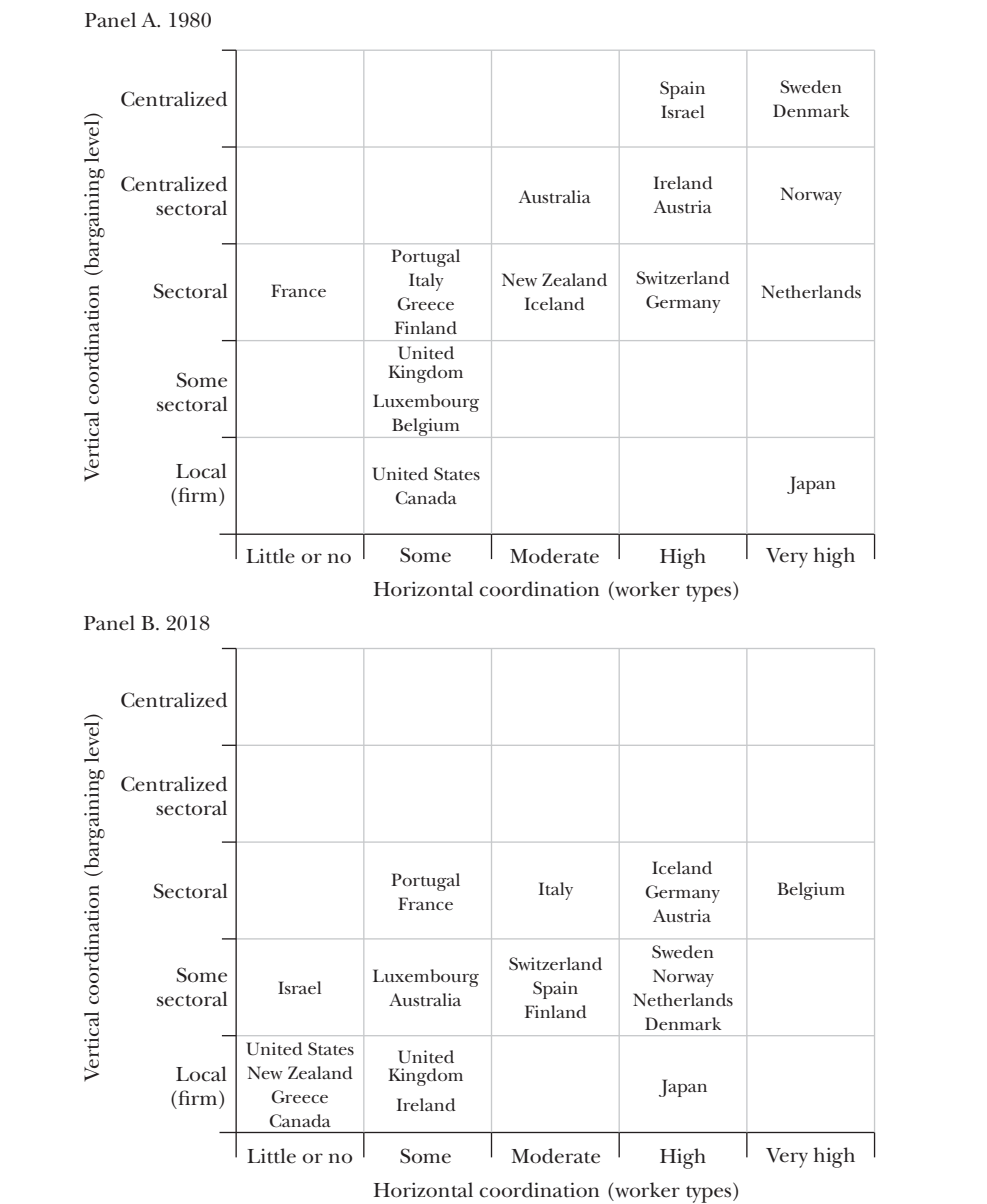 Panel A. 1980
Vertical coordination (bargaining level)
Centralized
Spain
Israel
Sweden
Denmark
Centralized
sectoral
Australia
Ireland
Austria
Norway
Sectoral
France
Portugal
Italy
Greece
Finland
New Zealand
Iceland
Switzerland
Germany
Netherlands
Some
sectoral
United
Kingdom
Luxembourg
Belgium
Local
(firm)
United States
Canada
Japan
Little or no
Some
Moderate
High
Very high
Horizontal coordination (worker types)
Panel B. 2018
Vertical coordination (bargaining level)
Centralized
Centralized
sectoral
Sectoral
Portugal
France
Italy
Iceland
Germany
Austria
Belgium
Some
sectoral
Israel
Luxembourg
Australia
Switzerland
Spain
Finland
Sweden
Norway
Netherlands
Denmark
Local
(firm)
United States
New Zealand
Greece
Canada
United
Kingdom
Ireland
Japan
Little or no
Some
Moderate
High
Very high
Horizontal coordination (worker types)